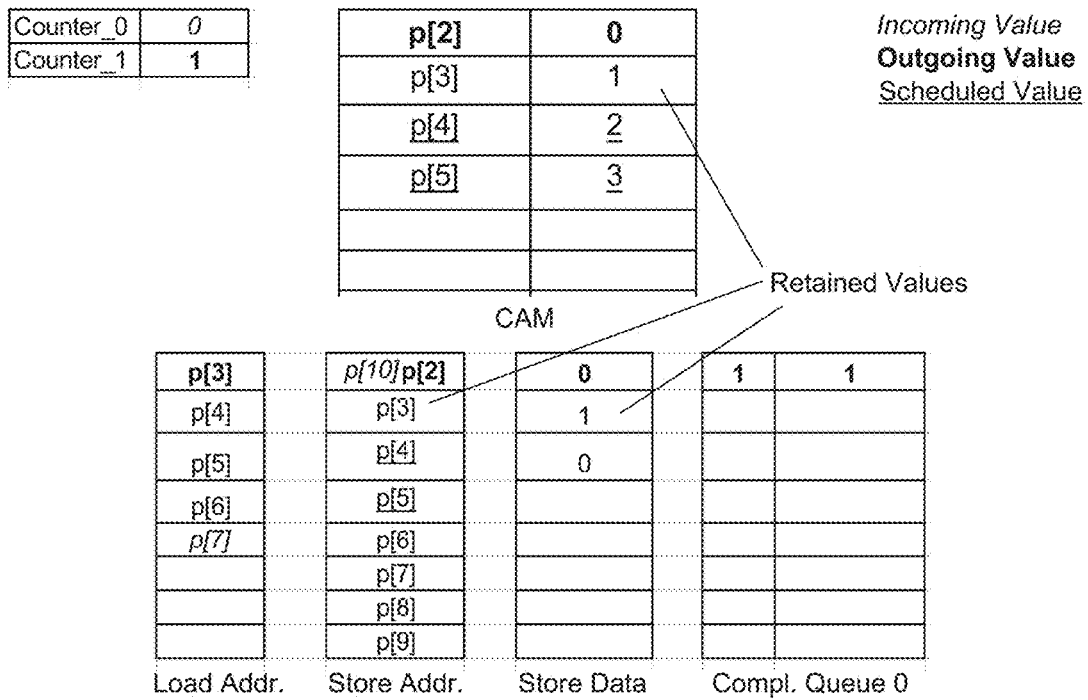 Counter_0 0
Counter_1 1
p[2] 0
p[3] 1
p[4] 2
p[5] 3
CAM
Incoming Value
Outgoing Value
Scheduled Value
Retained Values
p[3] p[10]p[2] 0 1 1
p[4] p[3] 1
p[5] p[4] 0
p[6] p[5]
p[7] p[6]
p[7]
p[8]
p[9]
Load Addr. Store Addr. Store Data Compl. Queue 0